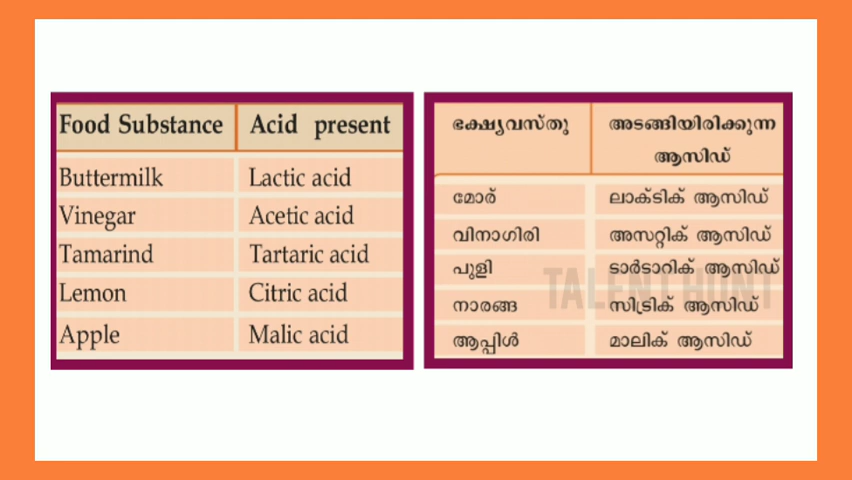 Food Substance Acid present
Buttermilk Lactic acid
Vinegar Acetic acid
Tamarind Tartaric acid
Lemon Citric acid
Apple Malic acid
ഭക്ഷ്യവസ്തു അടങ്ങിയിരിക്കുന്ന
ആസിഡ്
മോര് ലാക്ടിക് ആസിഡ്
വിനാഗിരി അസറ്റിക് ആസിഡ്
പുളി ടാർടാറിക് ആസിഡ്
TALENT HUNT
നാരങ്ങ സിട്രിക് ആസിഡ്
ആപ്പിൾ മാലിക് ആസിഡ്